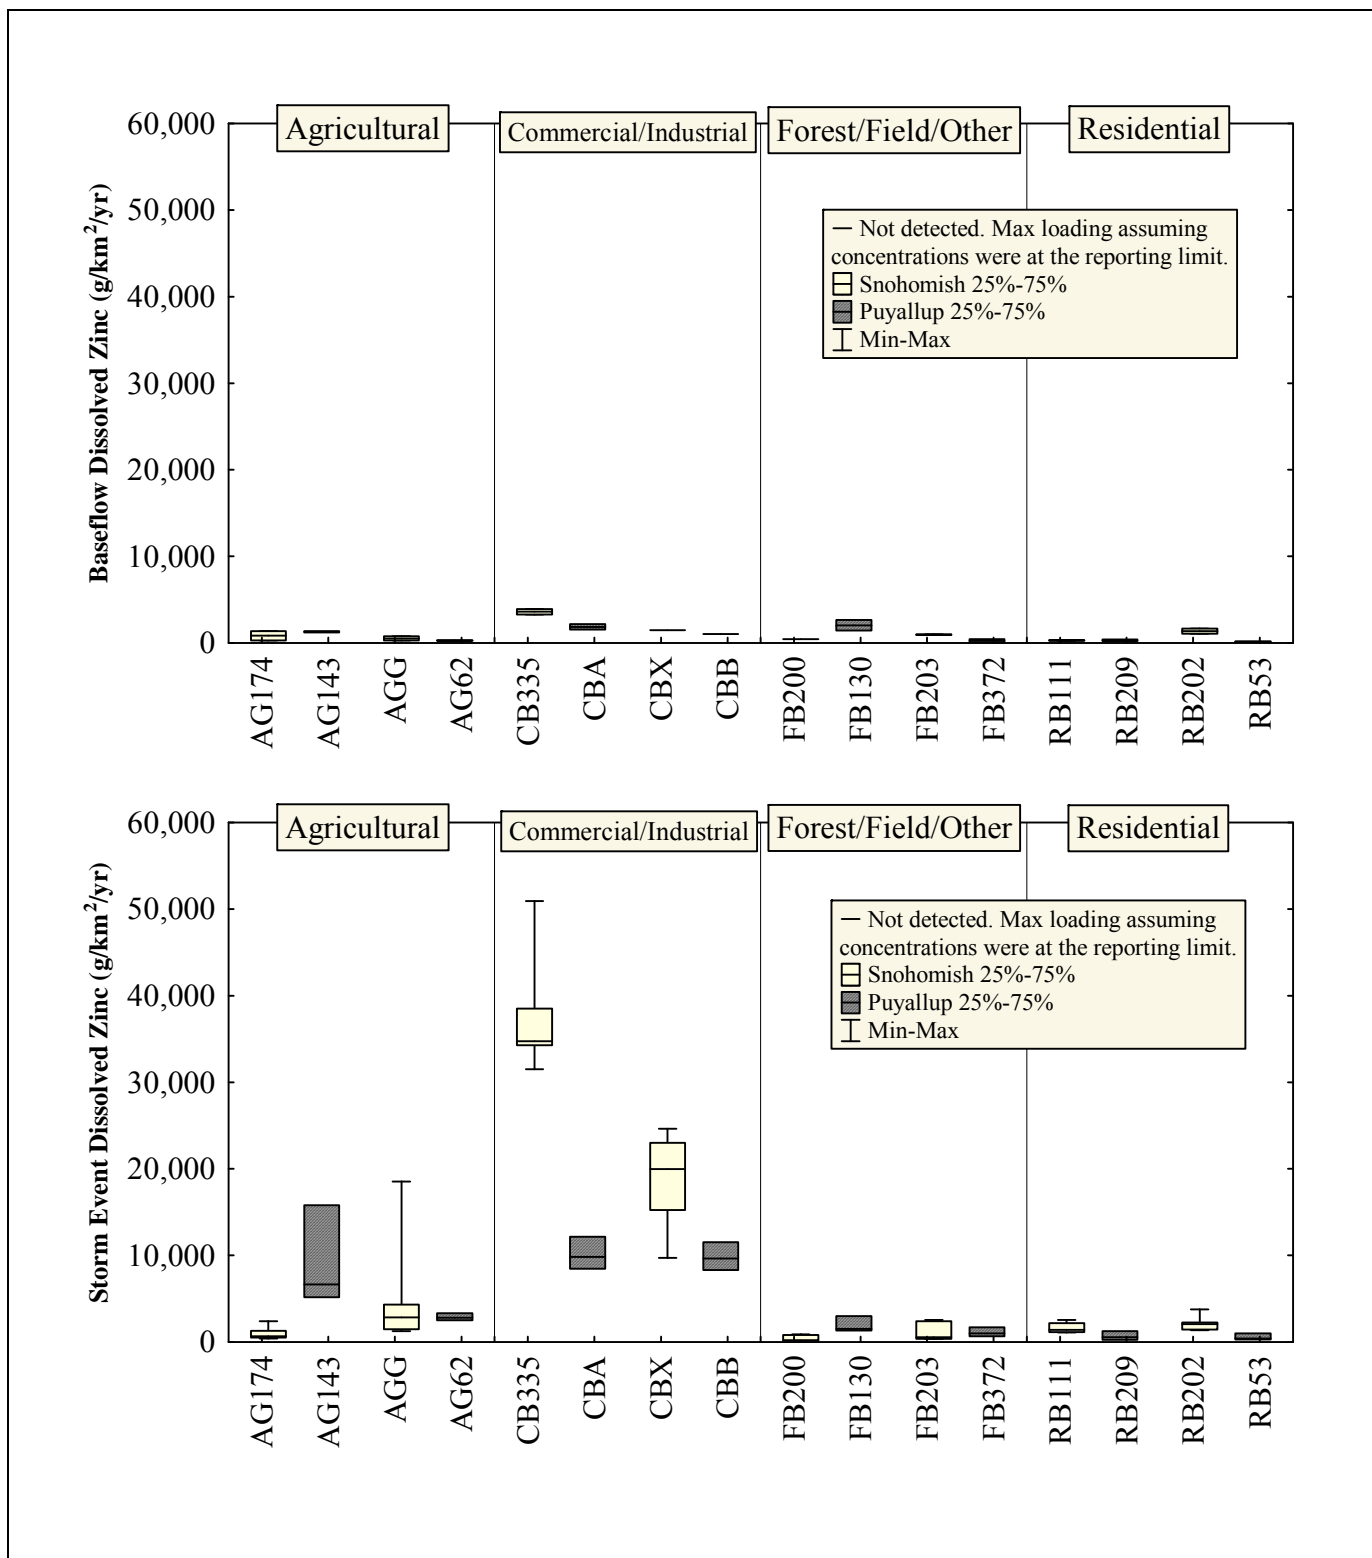 Agricultural
Commercial/Industrial
Forest/Field/Other
Residential
Baseflow Dissolved Zinc (g/km²/yr)
60,000
50,000
40,000
30,000
20,000
10,000
0
Not detected. Max loading assuming
concentrations were at the reporting limit.
Snohomish 25%-75%
Puyallup 25%-75%
Min-Max
AG174
AG143
AGG
AG62
CB335
CBA
CBX
CBB
FB200
FB130
FB203
FB372
RB111
RB209
RB202
RB53
Agricultural
Commercial/Industrial
Forest/Field/Other
Residential
Storm Event Dissolved Zinc (g/km²/yr)
60,000
50,000
40,000
30,000
20,000
10,000
0
Not detected. Max loading assuming
concentrations were at the reporting limit.
Snohomish 25%-75%
Puyallup 25%-75%
Min-Max
AG174
AG143
AGG
AG62
CB335
CBA
CBX
CBB
FB200
FB130
FB203
FB372
RB111
RB209
RB202
RB53